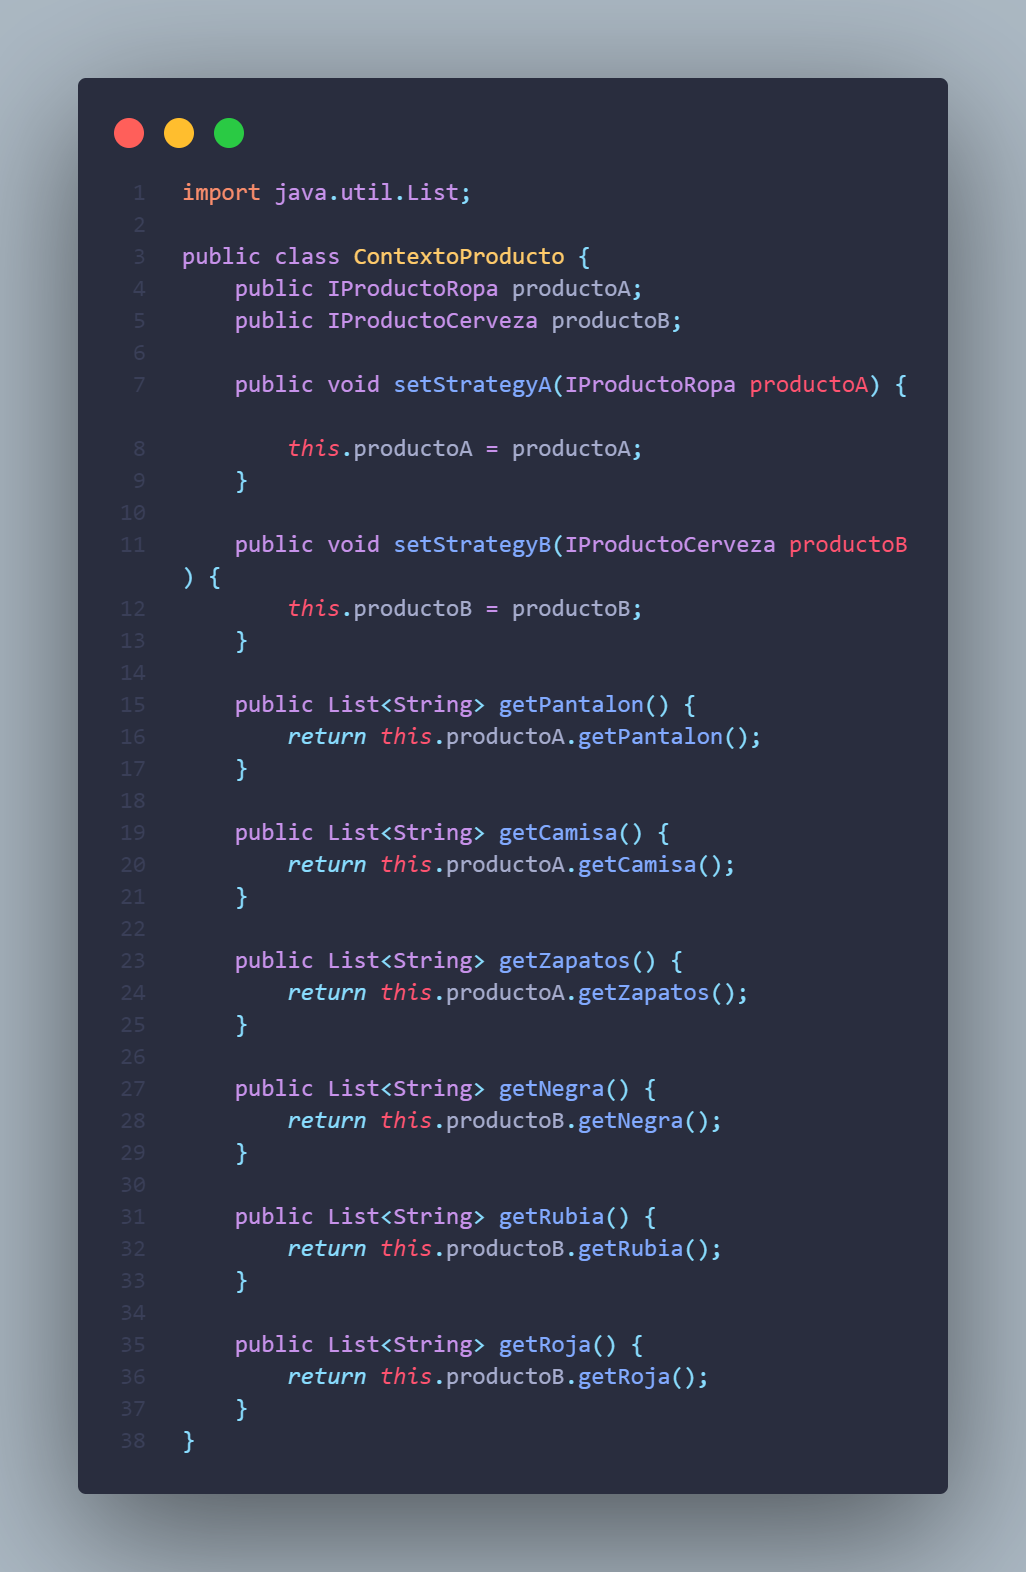 1 import java.util.List;
2
3 public class ContextoProducto {
4     public IProductoRopa productoA;
5     public IProductoCerveza productoB;
6
7     public void setStrategyA(IProductoRopa productoA) {
8         this.productoA = productoA;
9     }
10
11     public void setStrategyB(IProductoCerveza productoB
) {
12         this.productoB = productoB;
13     }
14
15     public List<String> getPantalon() {
16         return this.productoA.getPantalon();
17     }
18
19     public List<String> getCamisa() {
20         return this.productoA.getCamisa();
21     }
22
23     public List<String> getZapatos() {
24         return this.productoA.getZapatos();
25     }
26
27     public List<String> getNegra() {
28         return this.productoB.getNegra();
29     }
30
31     public List<String> getRubia() {
32         return this.productoB.getRubia();
33     }
34
35     public List<String> getRoja() {
36         return this.productoB.getRoja();
37     }
38 }